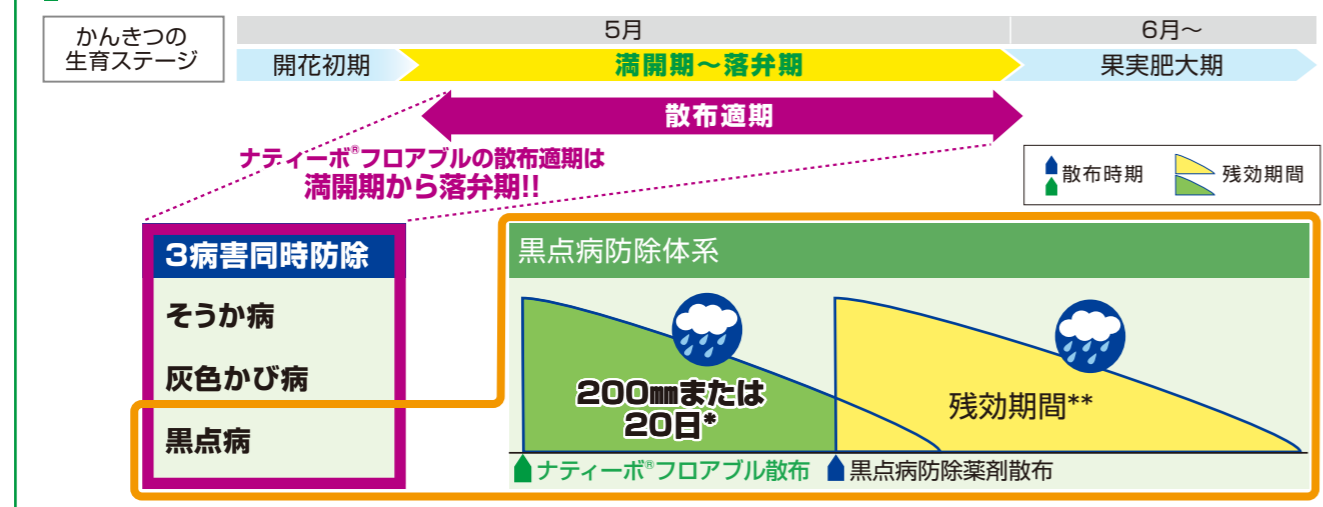 かんきつの
生育ステージ
5月
6月～
開花初期
満開期～落弁期
果実肥大期
散布適期
ナティーボ®フロアブルの散布適期は
満開期から落弁期!!
散布時期
残効期間
3病害同時防除
そうか病
灰色かび病
黒点病
黒点病防除体系
200㎜または
20日*
残効期間**
ナティーボ®フロアブル散布
黒点病防除薬剤散布